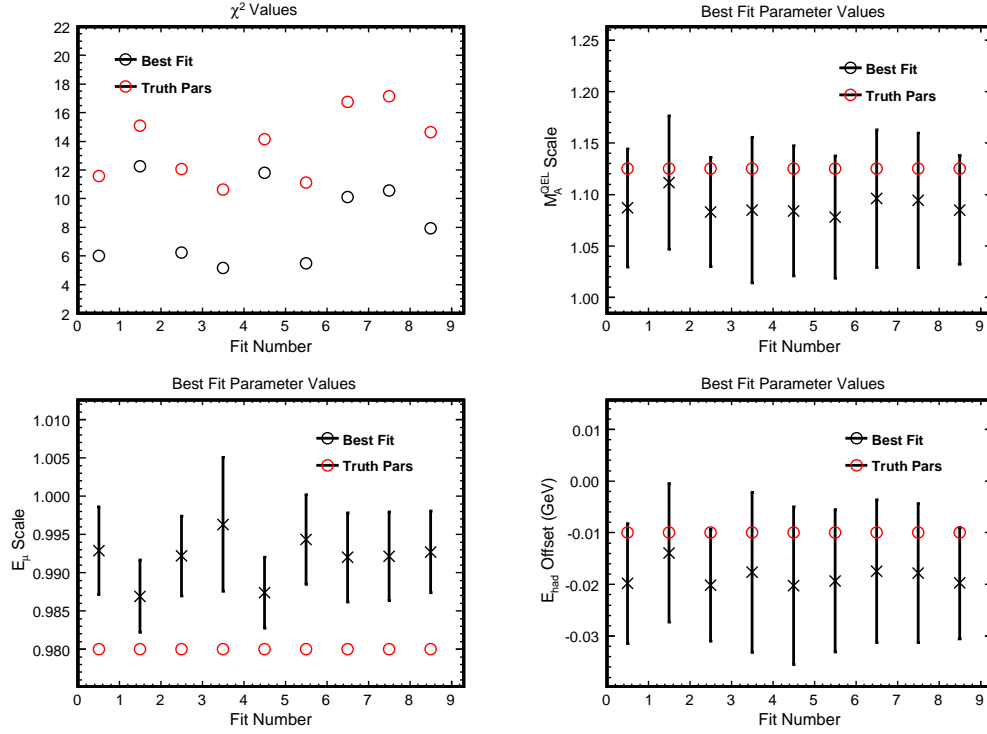 χ² Values
22
20
18
16
14
12
10
8
6
4
2
Best Fit
Truth Pars
0 1 2 3 4 5 6 7 8 9
Fit Number
Best Fit Parameter Values
M_A^QEL Scale
1.25
1.20
1.15
1.10
1.05
1.00
Best Fit
Truth Pars
0 1 2 3 4 5 6 7 8 9
Fit Number
Best Fit Parameter Values
E_μ Scale
1.010
1.005
1.000
0.995
0.990
0.985
0.980
Best Fit
Truth Pars
0 1 2 3 4 5 6 7 8 9
Fit Number
Best Fit Parameter Values
E_had Offset (GeV)
0.01
0.00
-0.01
-0.02
-0.03
Best Fit
Truth Pars
0 1 2 3 4 5 6 7 8 9
Fit Number